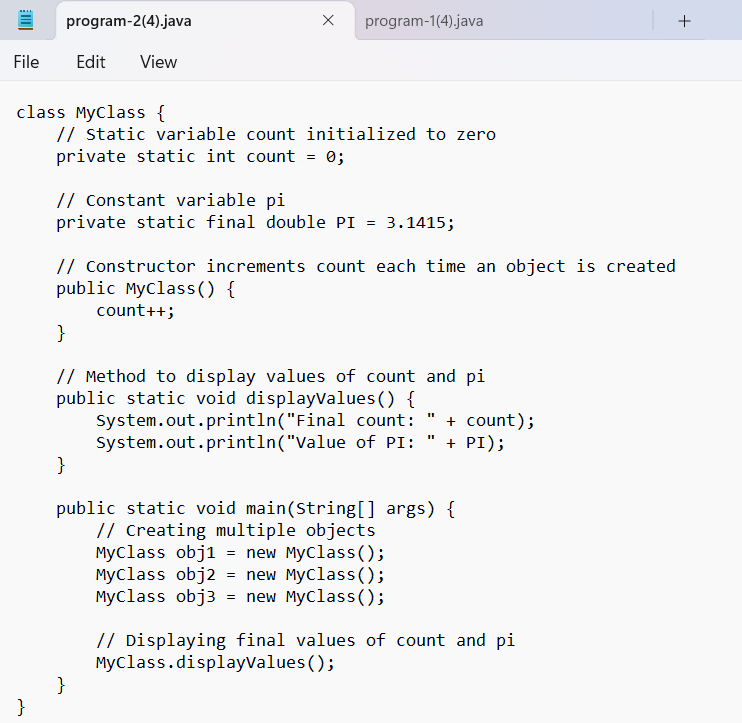 program-2(4).java
program-1(4).java
File Edit View
class MyClass {
    // Static variable count initialized to zero
    private static int count = 0;

    // Constant variable pi
    private static final double PI = 3.1415;

    // Constructor increments count each time an object is created
    public MyClass() {
        count++;
    }

    // Method to display values of count and pi
    public static void displayValues() {
        System.out.println("Final count: " + count);
        System.out.println("Value of PI: " + PI);
    }

    public static void main(String[] args) {
        // Creating multiple objects
        MyClass obj1 = new MyClass();
        MyClass obj2 = new MyClass();
        MyClass obj3 = new MyClass();

        // Displaying final values of count and pi
        MyClass.displayValues();
    }
}